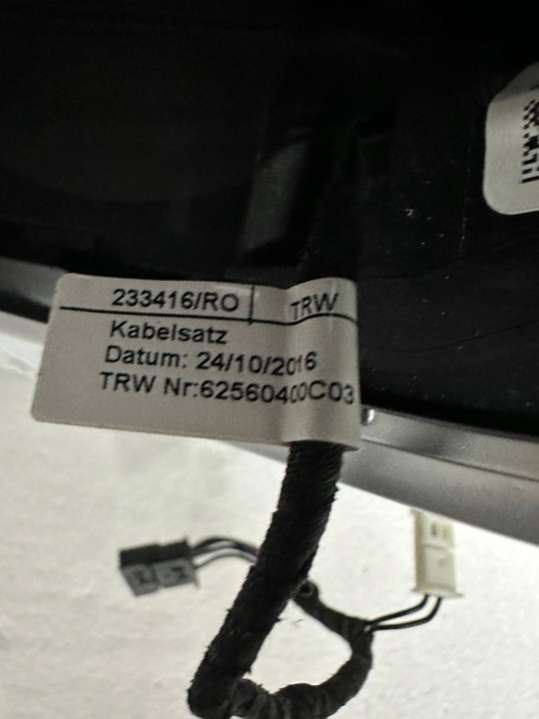 233416/RO TRW
Kabelsatz
Datum: 24/10/2016
TRW Nr:62560400C03